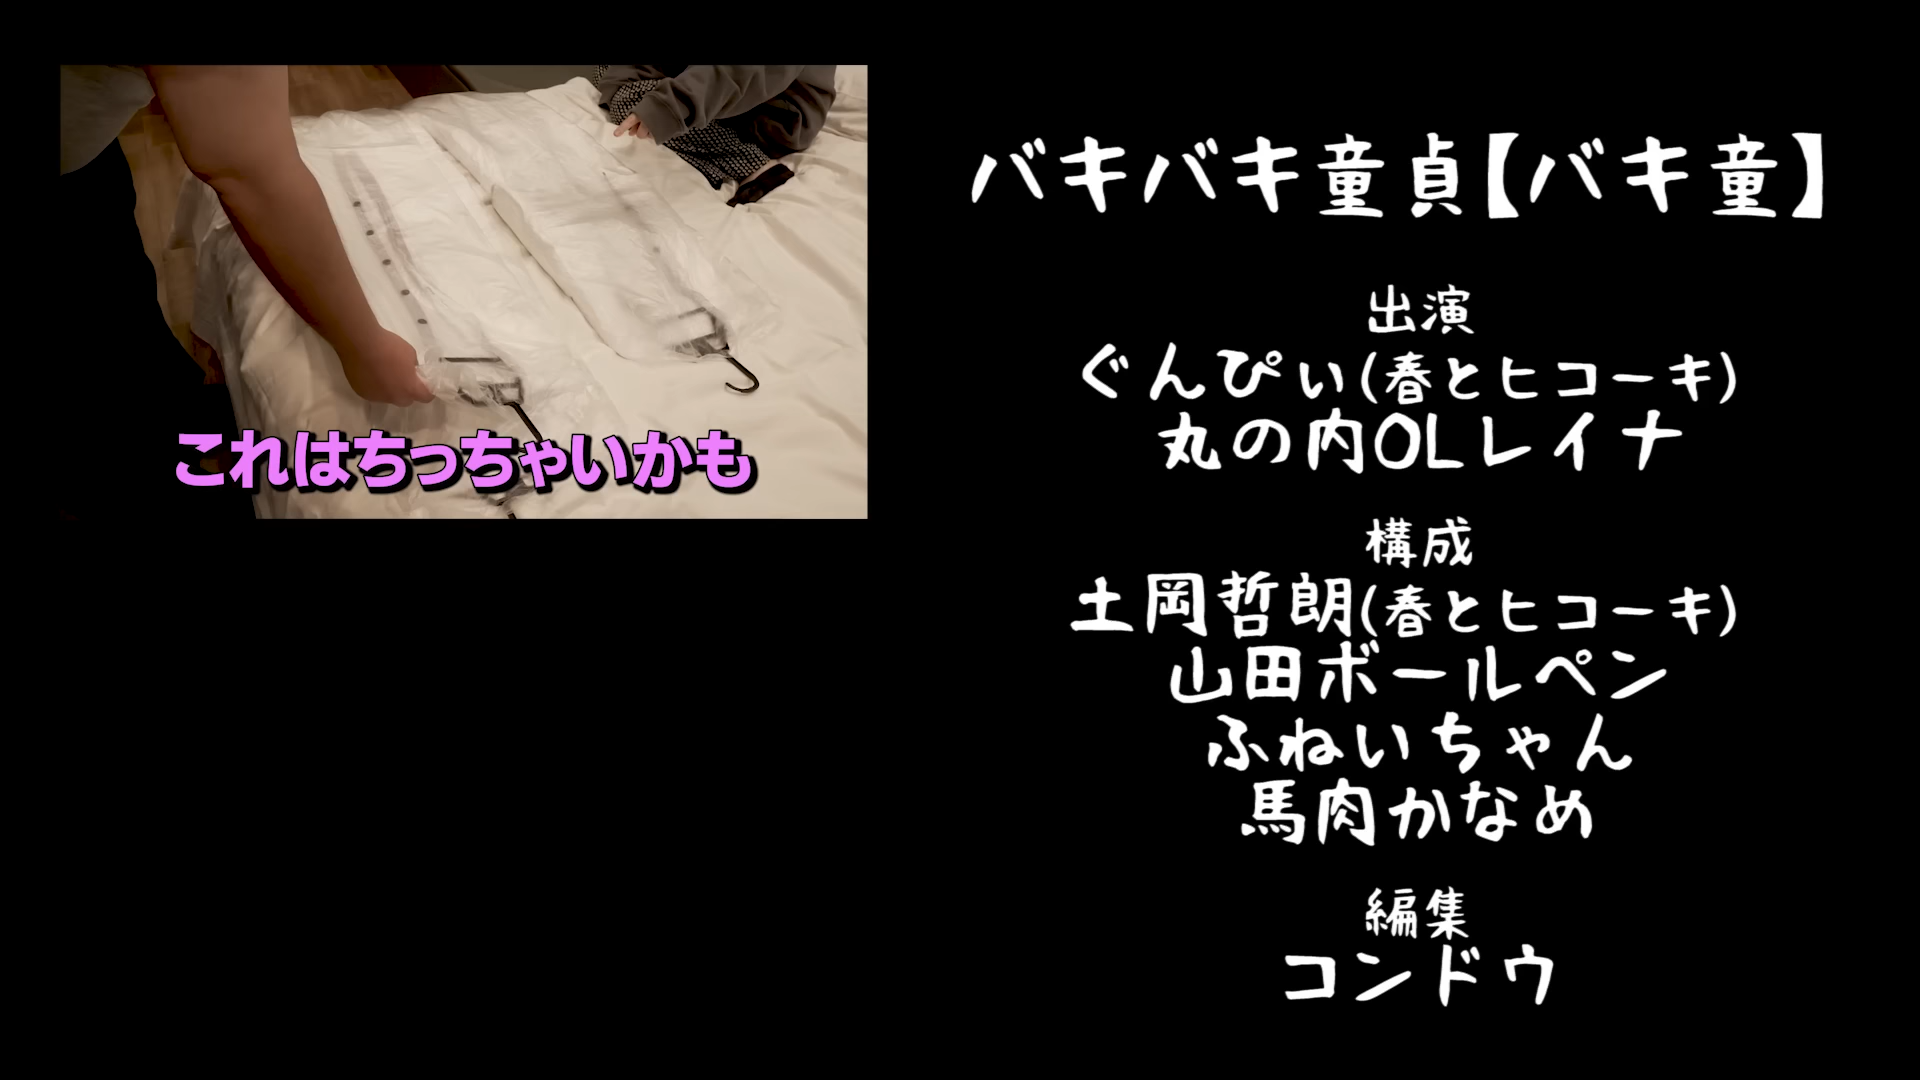 これはちっちゃいかも
バキバキ童貞【バキ童】
出演
ぐんぴぃ(春とヒコーキ)
丸の内OLレイナ
構成
土岡哲朗(春とヒコーキ)
山田ボールペン
ふねいちゃん
馬肉かなめ
編集
コンドウ